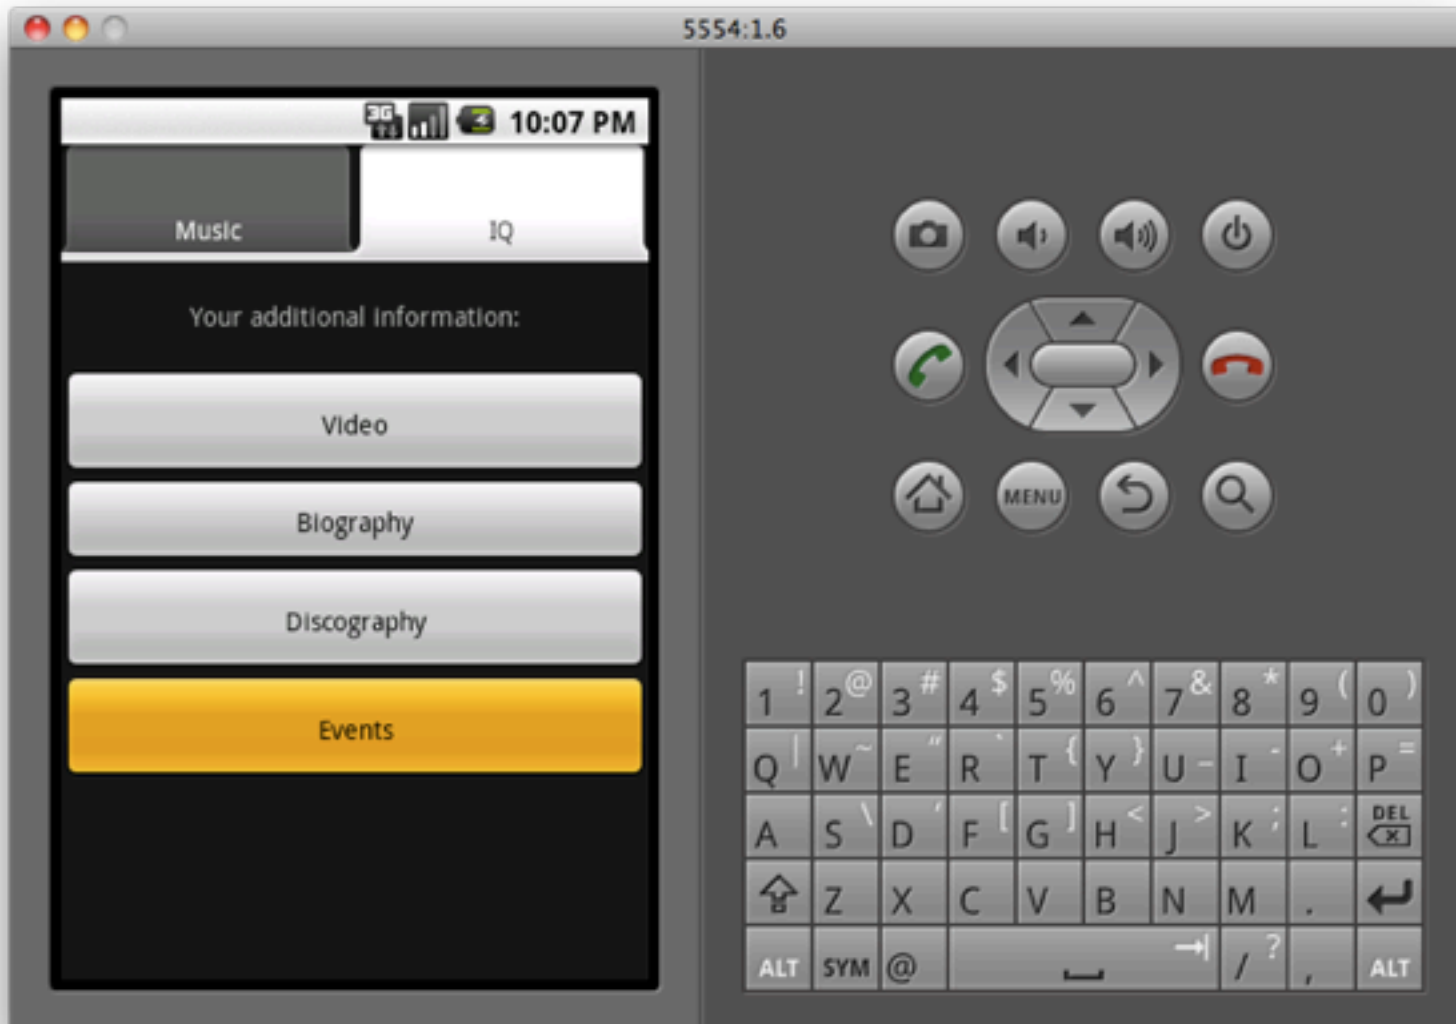 5554:1.6
3G 10:07 PM
Music IQ
Your additional information:
Video
Biography
Discography
Events
MENU
1 ! 2 @ 3 # 4 $ 5 % 6 ^ 7 & 8 * 9 ( 0 )
Q | W ~ E " R ` T { Y } U _ I - O + P =
A S \ D ' F [ G ] H < J > K ; L : DEL
Z X C V B N M .
ALT SYM @ / ? , ALT